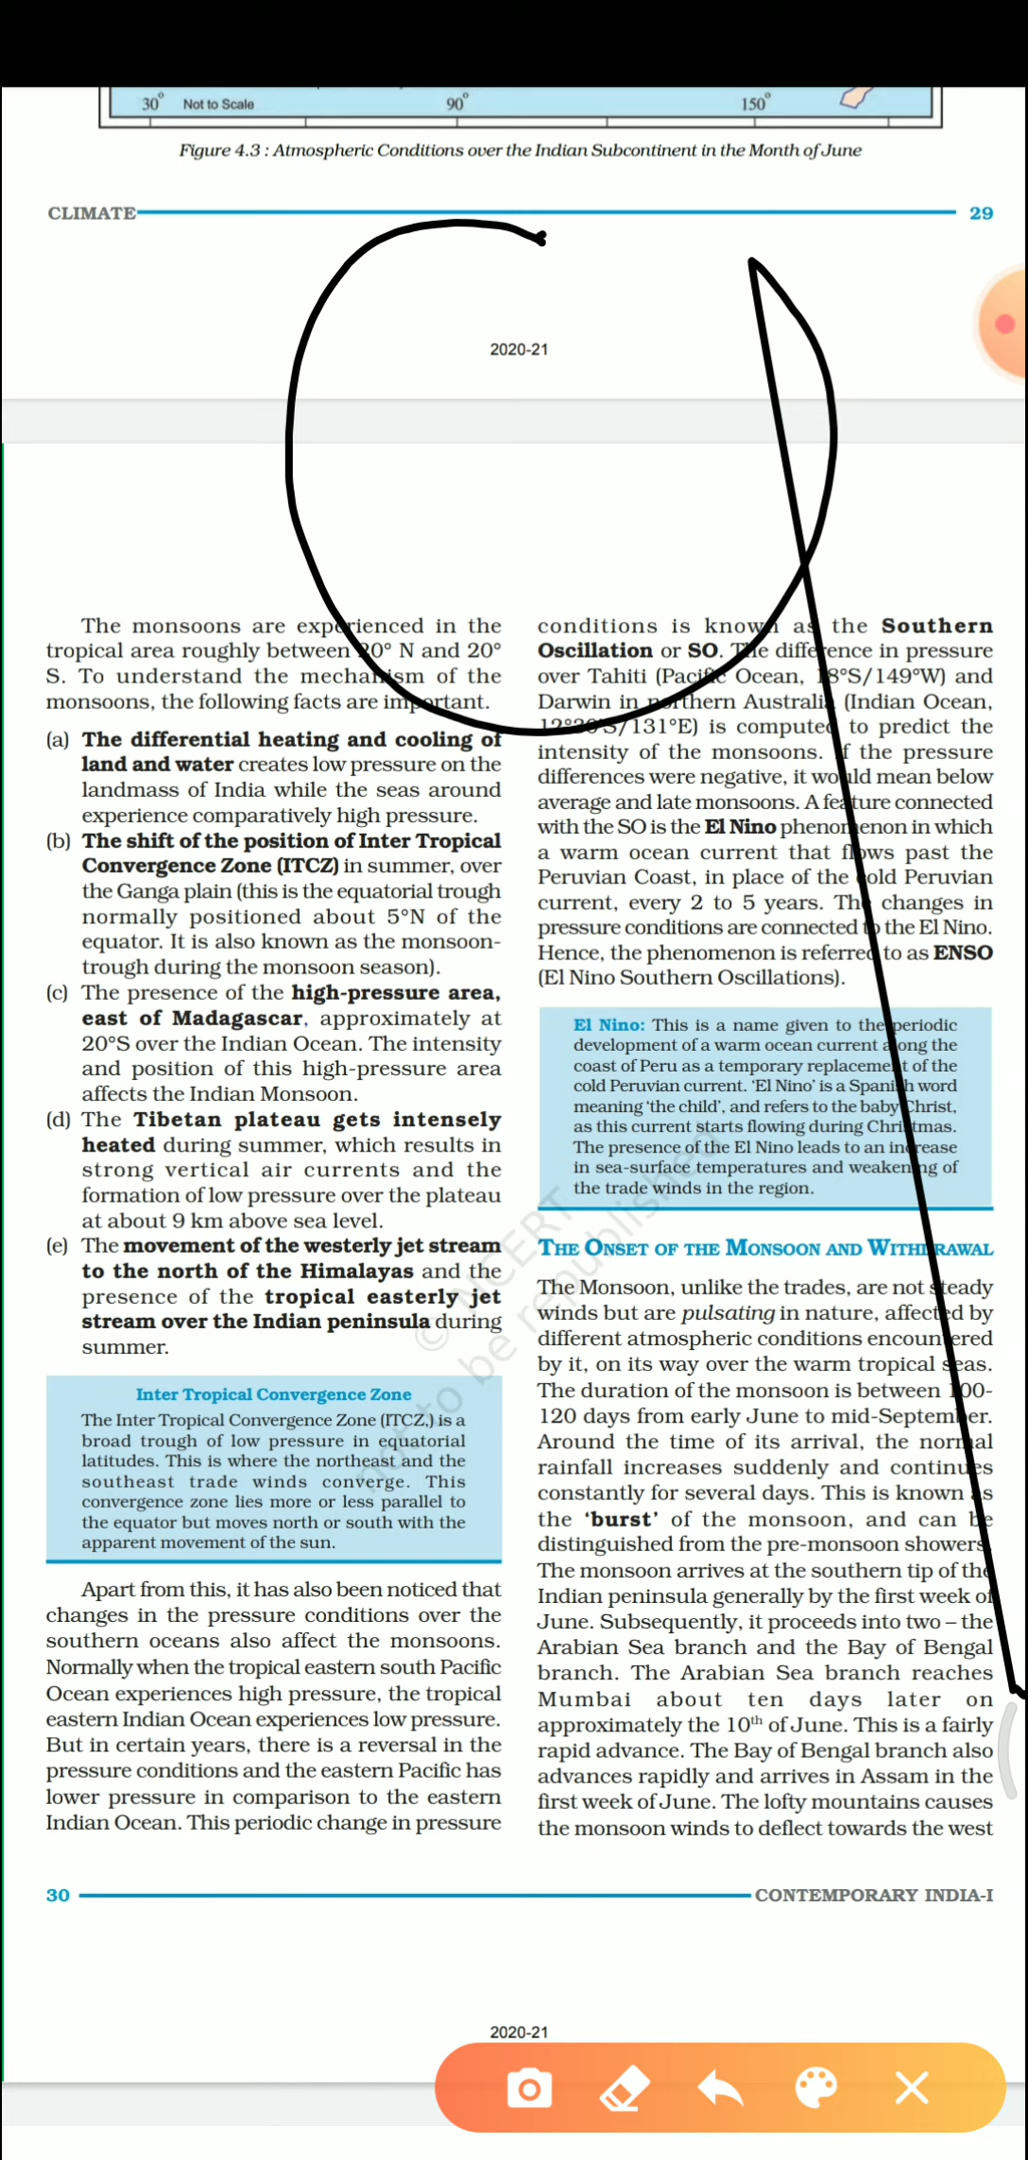 30° Not to Scale 90° 150°
Figure 4.3 : Atmospheric Conditions over the Indian Subcontinent in the Month of June
CLIMATE 29
2020-21
The monsoons are experienced in the
tropical area roughly between 20° N and 20°
S. To understand the mechanism of the
monsoons, the following facts are important.
(a) The differential heating and cooling of
land and water creates low pressure on the
landmass of India while the seas around
experience comparatively high pressure.
(b) The shift of the position of Inter Tropical
Convergence Zone (ITCZ) in summer, over
the Ganga plain (this is the equatorial trough
normally positioned about 5°N of the
equator. It is also known as the monsoon-
trough during the monsoon season).
(c) The presence of the high-pressure area,
east of Madagascar, approximately at
20°S over the Indian Ocean. The intensity
and position of this high-pressure area
affects the Indian Monsoon.
(d) The Tibetan plateau gets intensely
heated during summer, which results in
strong vertical air currents and the
formation of low pressure over the plateau
at about 9 km above sea level.
(e) The movement of the westerly jet stream
to the north of the Himalayas and the
presence of the tropical easterly jet
stream over the Indian peninsula during
summer.
Inter Tropical Convergence Zone
The Inter Tropical Convergence Zone (ITCZ,) is a
broad trough of low pressure in equatorial
latitudes. This is where the northeast and the
southeast trade winds converge. This
convergence zone lies more or less parallel to
the equator but moves north or south with the
apparent movement of the sun.
Apart from this, it has also been noticed that
changes in the pressure conditions over the
southern oceans also affect the monsoons.
Normally when the tropical eastern south Pacific
Ocean experiences high pressure, the tropical
eastern Indian Ocean experiences low pressure.
But in certain years, there is a reversal in the
pressure conditions and the eastern Pacific has
lower pressure in comparison to the eastern
Indian Ocean. This periodic change in pressure
conditions is known as the Southern
Oscillation or SO. The difference in pressure
over Tahiti (Pacific Ocean, 18°S/149°W) and
Darwin in northern Australia (Indian Ocean,
12°30'S/131°E) is computed to predict the
intensity of the monsoons. If the pressure
differences were negative, it would mean below
average and late monsoons. A feature connected
with the SO is the El Nino phenomenon in which
a warm ocean current that flows past the
Peruvian Coast, in place of the cold Peruvian
current, every 2 to 5 years. The changes in
pressure conditions are connected to the El Nino.
Hence, the phenomenon is referred to as ENSO
(El Nino Southern Oscillations).
El Nino: This is a name given to the periodic
development of a warm ocean current along the
coast of Peru as a temporary replacement of the
cold Peruvian current. 'El Nino' is a Spanish word
meaning 'the child', and refers to the baby Christ,
as this current starts flowing during Christmas.
The presence of the El Nino leads to an increase
in sea-surface temperatures and weakening of
the trade winds in the region.
THE ONSET OF THE MONSOON AND WITHDRAWAL
The Monsoon, unlike the trades, are not steady
winds but are pulsating in nature, affected by
different atmospheric conditions encountered
by it, on its way over the warm tropical seas.
The duration of the monsoon is between 100-
120 days from early June to mid-September.
Around the time of its arrival, the normal
rainfall increases suddenly and continues
constantly for several days. This is known as
the 'burst' of the monsoon, and can be
distinguished from the pre-monsoon showers.
The monsoon arrives at the southern tip of the
Indian peninsula generally by the first week of
June. Subsequently, it proceeds into two – the
Arabian Sea branch and the Bay of Bengal
branch. The Arabian Sea branch reaches
Mumbai about ten days later on
approximately the 10th of June. This is a fairly
rapid advance. The Bay of Bengal branch also
advances rapidly and arrives in Assam in the
first week of June. The lofty mountains causes
the monsoon winds to deflect towards the west
© NCERT
not to be republished
30 CONTEMPORARY INDIA-I
2020-21